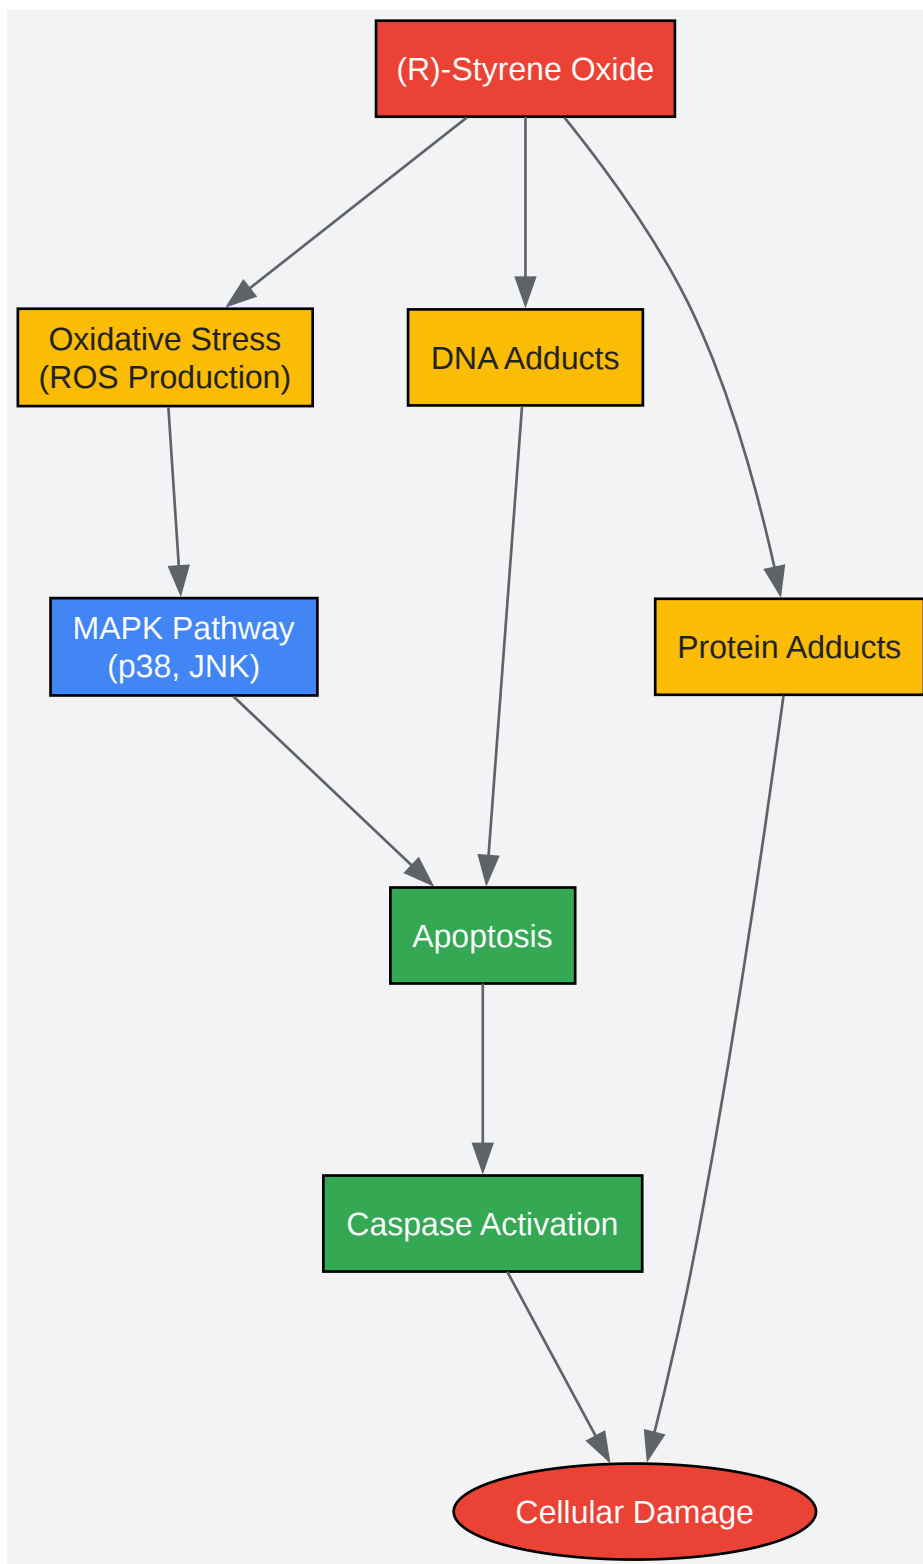 (R)-Styrene Oxide
Oxidative Stress
(ROS Production)
DNA Adducts
MAPK Pathway
(p38, JNK)
Protein Adducts
Apoptosis
Caspase Activation
Cellular Damage